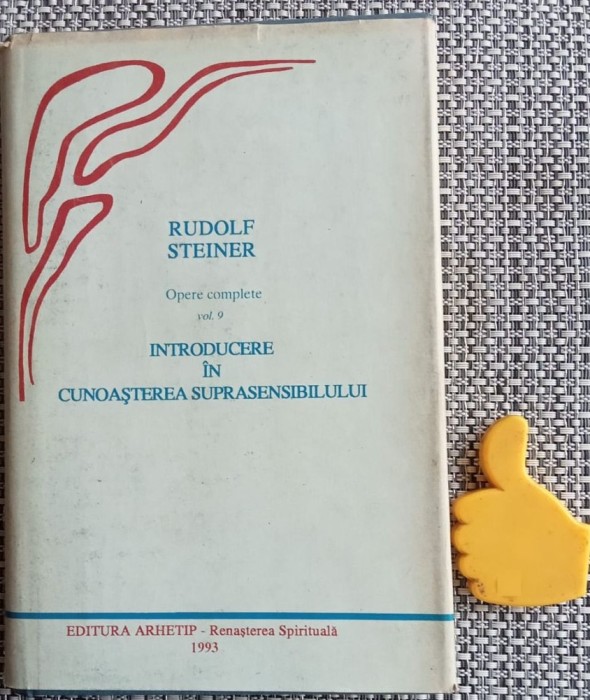 RUDOLF
STEINER
Opere complete
vol. 9
INTRODUCERE
ÎN
CUNOAŞTEREA SUPRASENSIBILULUI
EDITURA ARHETIP - Renaşterea Spirituală
1993